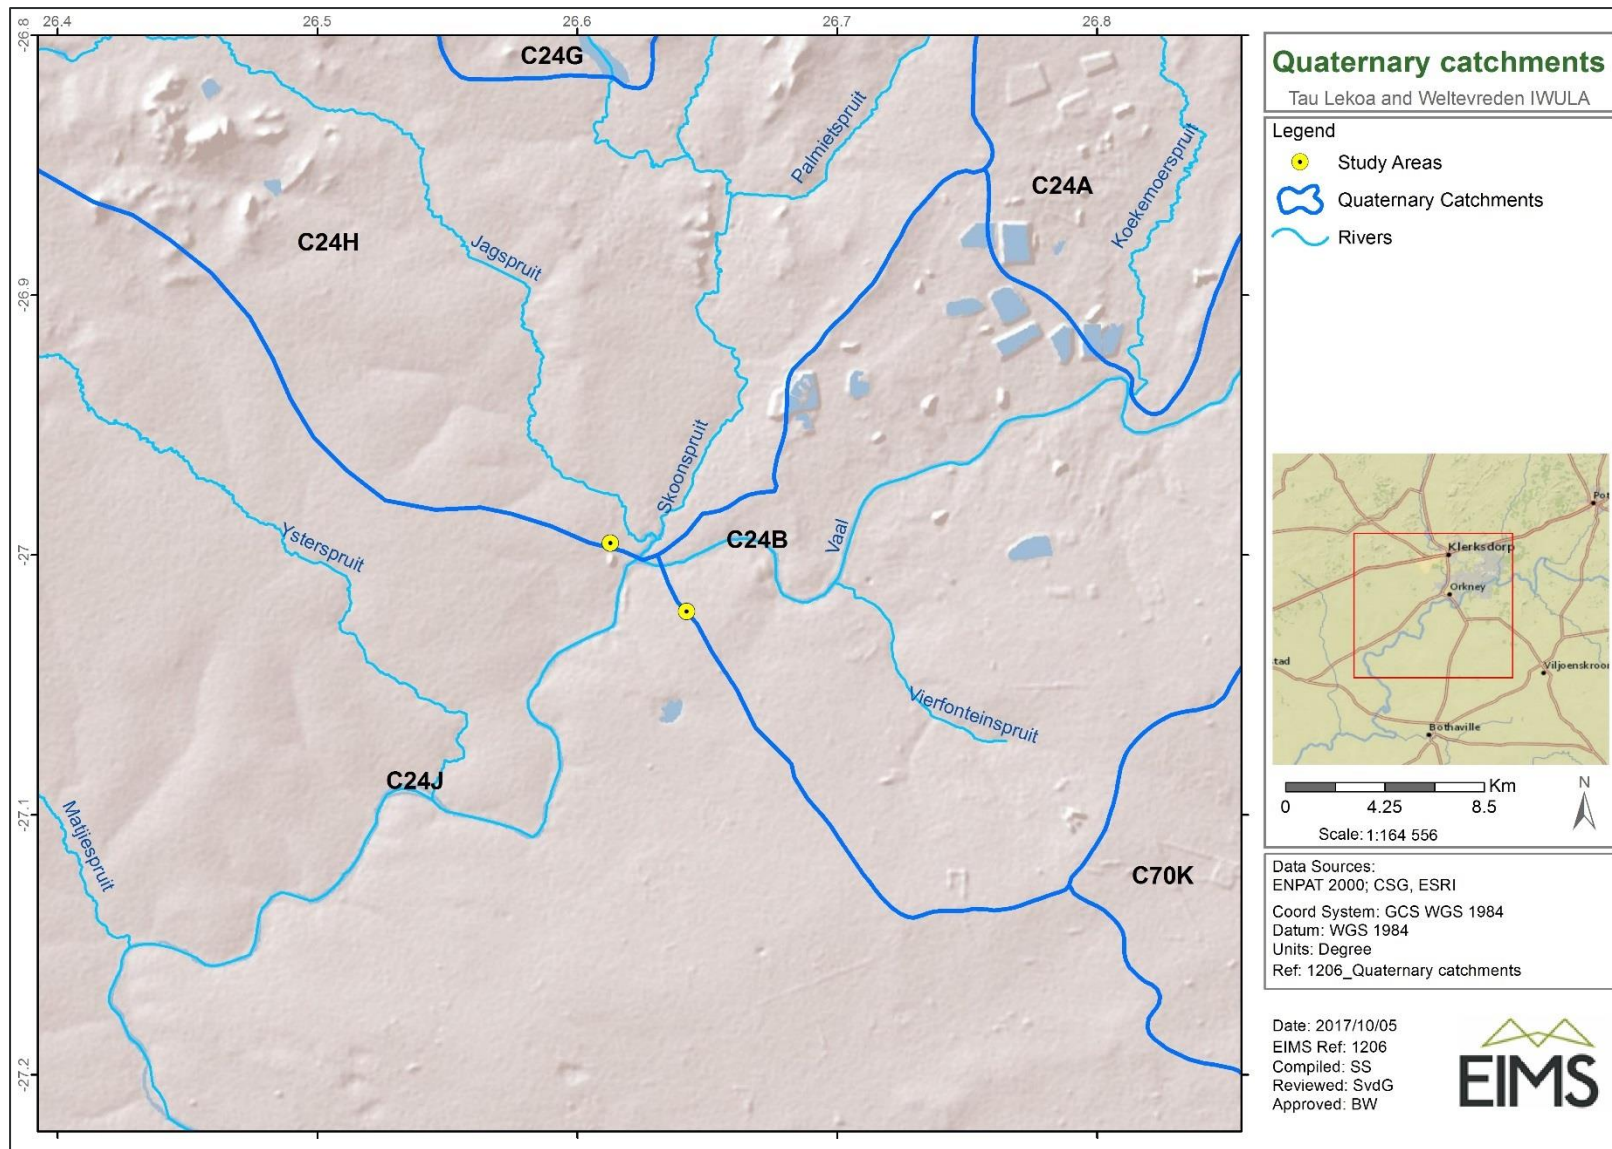 26.4
26.5
26.6
26.7
26.8
-26.8
-26.9
-27
-27.1
-27.2
C24G
Palmietspruit
Koekemoerspruit
C24A
C24H
Jagspruit
Skoonspruit
Ysterspruit
C24B
Vaal
Vierfonteinspruit
C24J
Matjiespruit
C70K
Quaternary catchments
Tau Lekoa and Weltevreden IWULA
Legend
Study Areas
Quaternary Catchments
Rivers
Pot
Klerksdorp
Orkney
stad
Viljoenskroon
Bothaville
Km
0 4.25 8.5
N
Scale: 1:164 556
Data Sources:
ENPAT 2000; CSG, ESRI
Coord System: GCS WGS 1984
Datum: WGS 1984
Units: Degree
Ref: 1206_Quaternary catchments
Date: 2017/10/05
EIMS Ref: 1206
Compiled: SS
Reviewed: SvdG
Approved: BW
EIMS